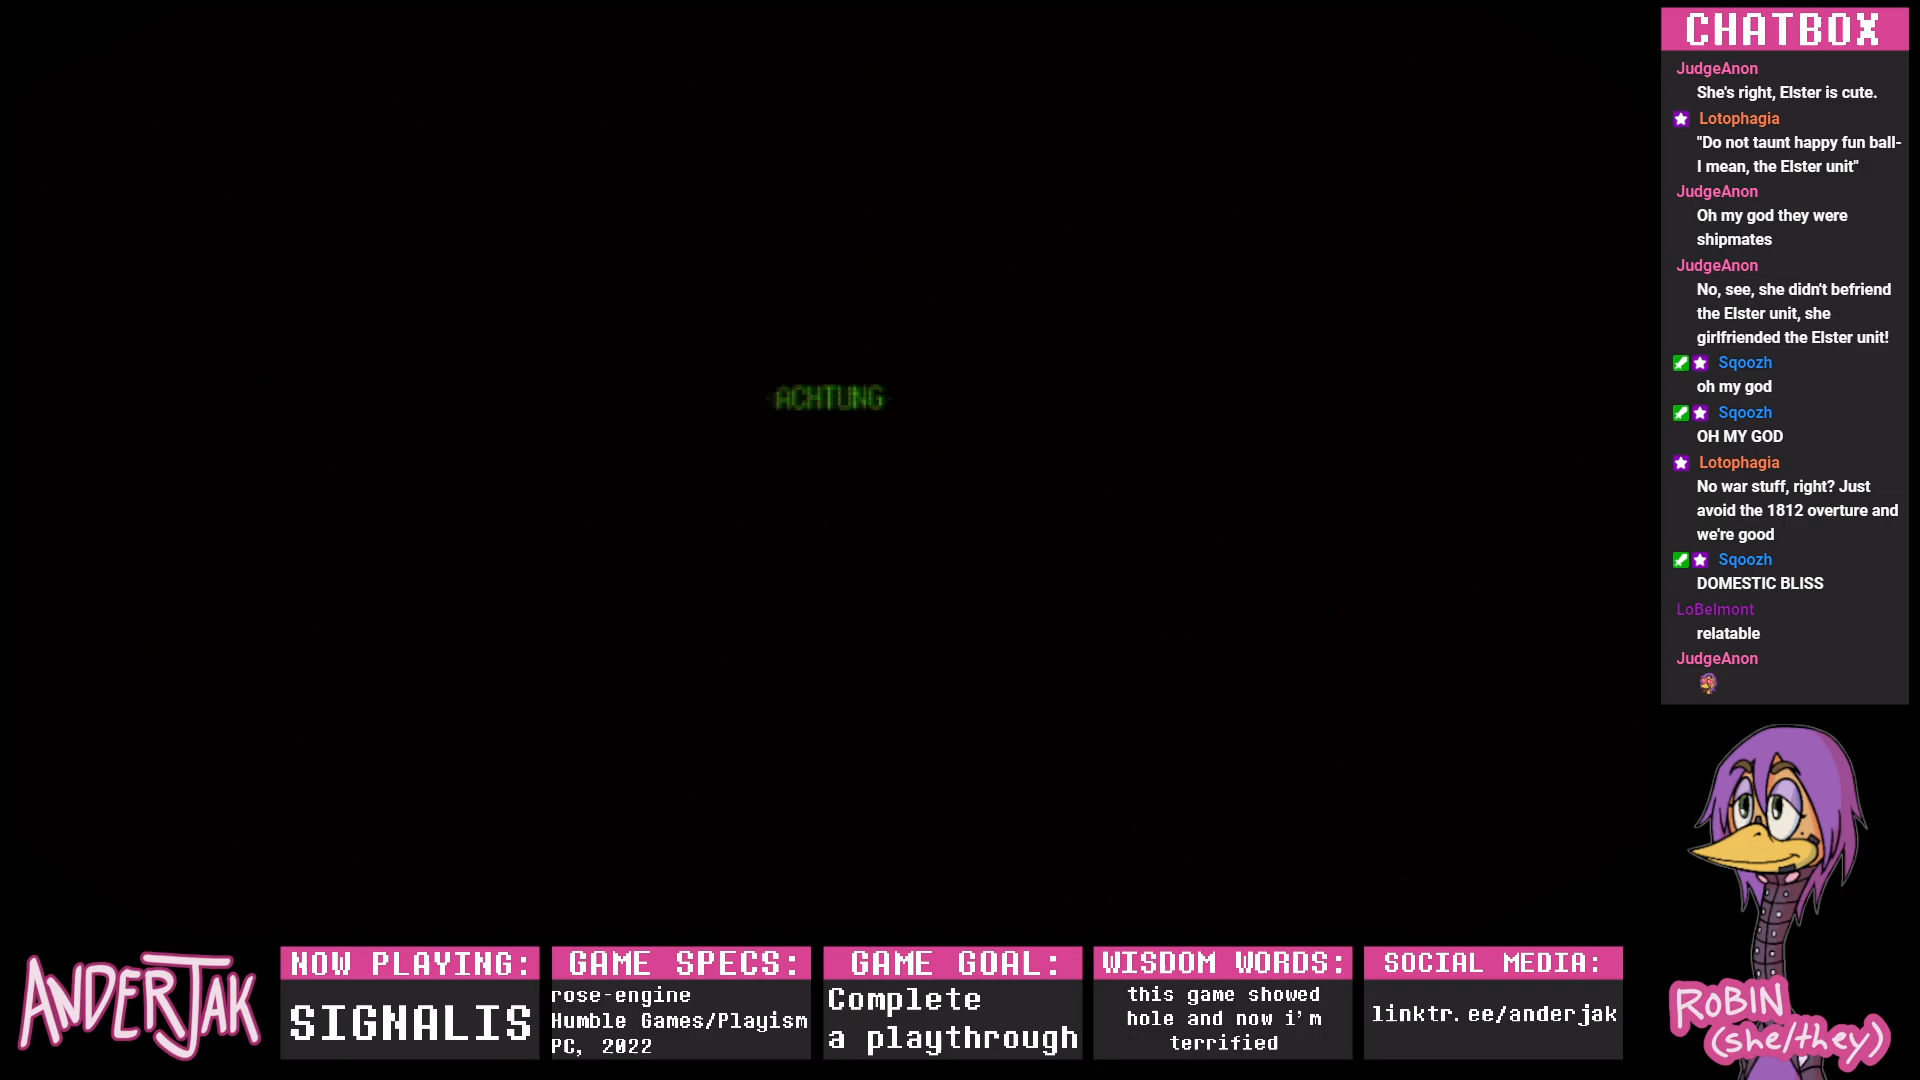 ACHTUNG
CHATBOX
JudgeAnon
She's right, Elster is cute.
Lotophagia
"Do not taunt happy fun ball-
I mean, the Elster unit"
JudgeAnon
Oh my god they were
shipmates
JudgeAnon
No, see, she didn't befriend
the Elster unit, she
girlfriended the Elster unit!
Sqoozh
oh my god
Sqoozh
OH MY GOD
Lotophagia
No war stuff, right? Just
avoid the 1812 overture and
we're good
Sqoozh
DOMESTIC BLISS
LoBelmont
relatable
JudgeAnon
ANDERJAK
NOW PLAYING:
SIGNALIS
GAME SPECS:
rose-engine
Humble Games/Playism
PC, 2022
GAME GOAL:
Complete
a playthrough
WISDOM WORDS:
this game showed
hole and now i'm
terrified
SOCIAL MEDIA:
linktr.ee/anderjak
ROBIN
(she/they)